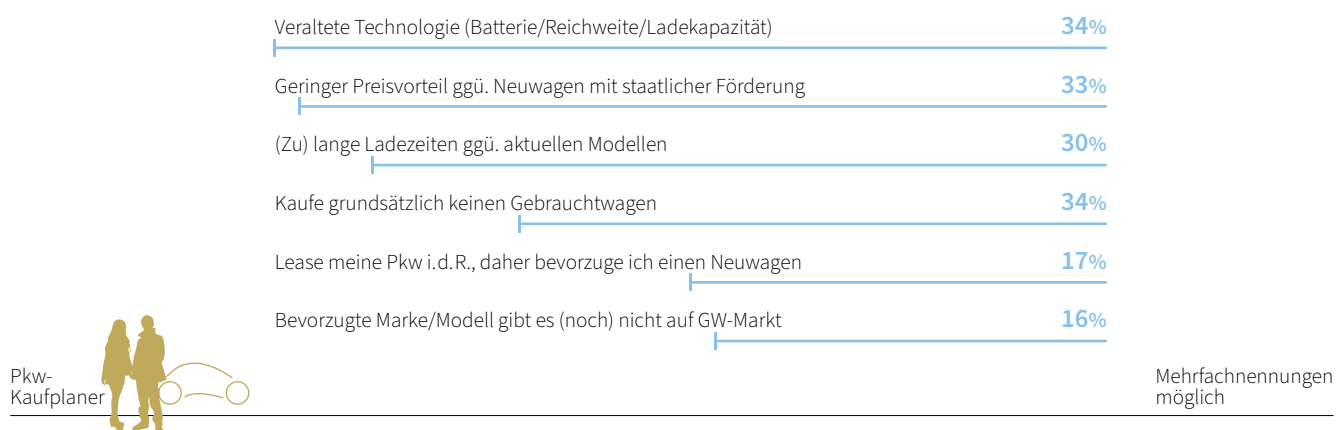 Veraltete Technologie (Batterie/Reichweite/Ladekapazität) 34%
Geringer Preisvorteil ggü. Neuwagen mit staatlicher Förderung 33%
(Zu) lange Ladezeiten ggü. aktuellen Modellen 30%
Kaufe grundsätzlich keinen Gebrauchtwagen 34%
Lease meine Pkw i.d.R., daher bevorzuge ich einen Neuwagen 17%
Bevorzugte Marke/Modell gibt es (noch) nicht auf GW-Markt 16%
Pkw-
Kaufplaner
Mehrfachnennungen
möglich